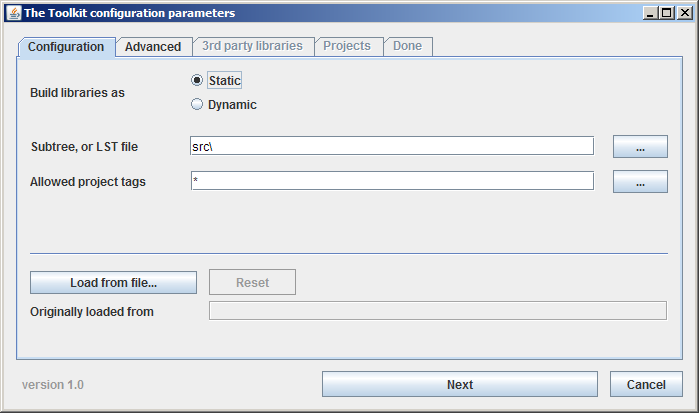 The Toolkit configuration parameters
Configuration Advanced 3rd party libraries Projects Done
Build libraries as
Static
Dynamic
Subtree, or LST file src\ ...
Allowed project tags * ...
Load from file... Reset
Originally loaded from
version 1.0 Next Cancel